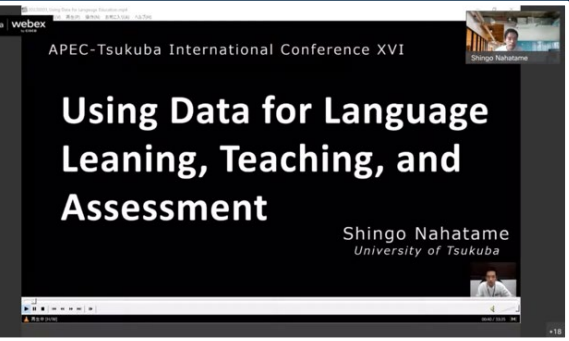 webex
APEC-Tsukuba International Conference XVI
Shingo Nahatame
Using Data for Language
Leaning, Teaching, and
Assessment
Shingo Nahatame
University of Tsukuba
+18